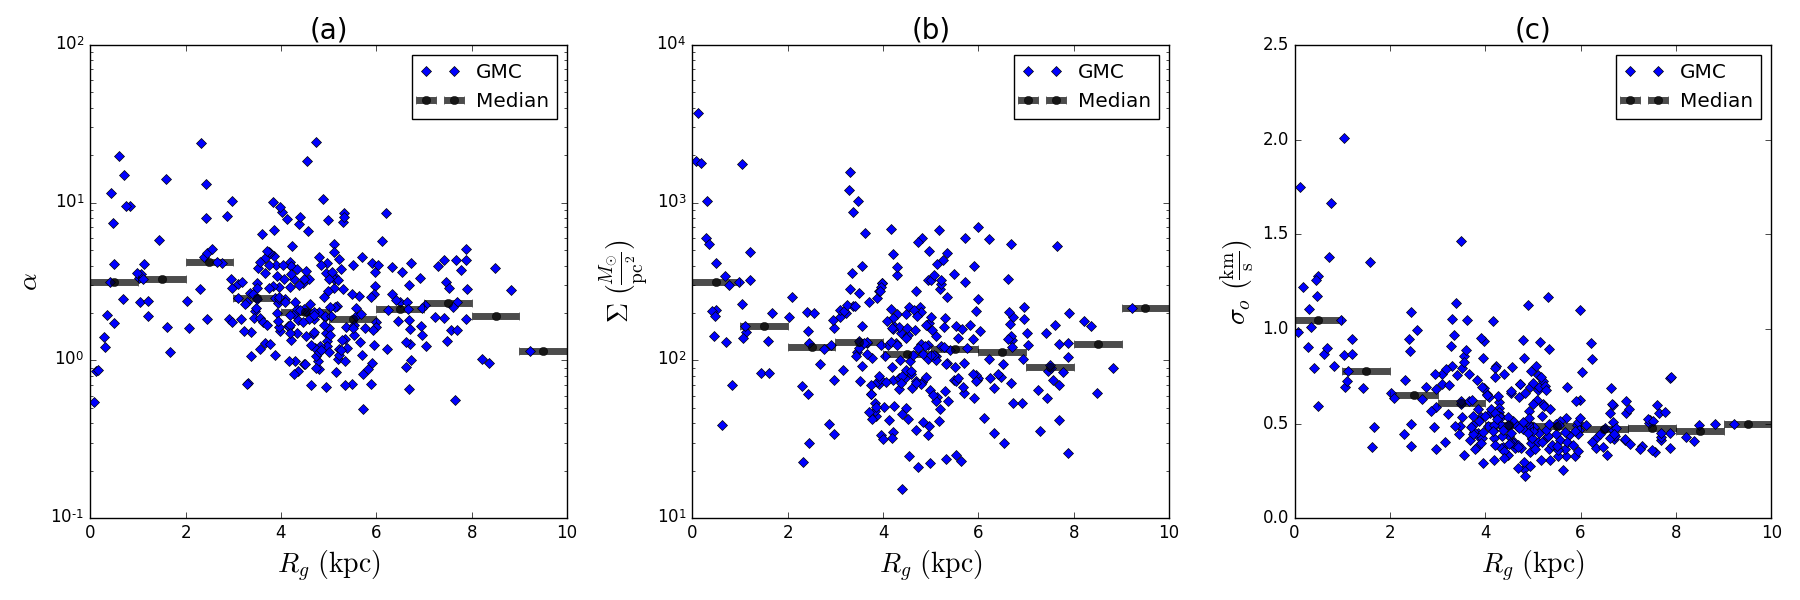 (a)
10²
10¹
10⁰
10⁻¹
α
GMC
Median
0 2 4 6 8 10
R_g (kpc)
(b)
10⁴
10³
10²
10¹
Σ (M☉/pc²)
GMC
Median
0 2 4 6 8 10
R_g (kpc)
(c)
2.5
2.0
1.5
1.0
0.5
0.0
σ_o (km/s)
GMC
Median
0 2 4 6 8 10
R_g (kpc)